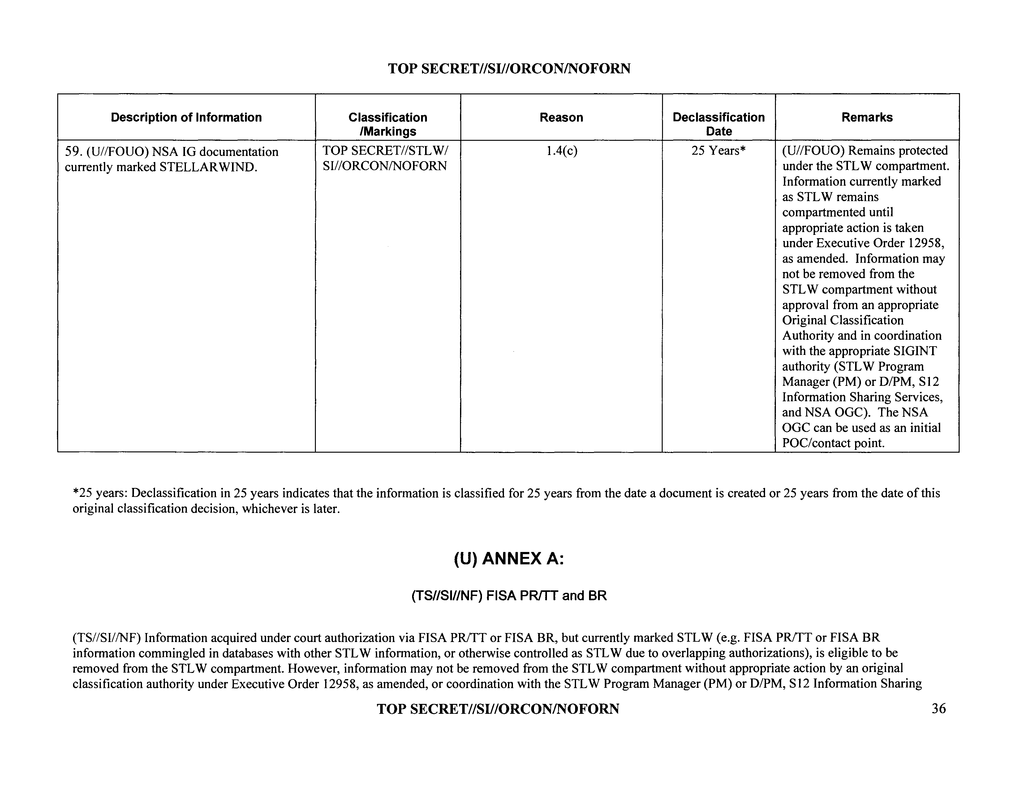 TOP SECRET//SI//ORCON/NOFORN
Description of Information
Classification
/Markings
Reason
Declassification
Date
Remarks
59. (U//FOUO) NSA IG documentation
currently marked STELLARWIND.
TOP SECRET//STLW/
SI//ORCON/NOFORN
1.4(c)
25 Years*
(U//FOUO) Remains protected
under the STLW compartment.
Information currently marked
as STLW remains
compartmented until
appropriate action is taken
under Executive Order 12958,
as amended. Information may
not be removed from the
STLW compartment without
approval from an appropriate
Original Classification
Authority and in coordination
with the appropriate SIGINT
authority (STLW Program
Manager (PM) or D/PM, S12
Information Sharing Services,
and NSA OGC). The NSA
OGC can be used as an initial
POC/contact point.
*25 years: Declassification in 25 years indicates that the information is classified for 25 years from the date a document is created or 25 years from the date of this
original classification decision, whichever is later.
(U) ANNEX A:
(TS//SI//NF) FISA PR/TT and BR
(TS//SI//NF) Information acquired under court authorization via FISA PR/TT or FISA BR, but currently marked STLW (e.g. FISA PR/TT or FISA BR
information commingled in databases with other STLW information, or otherwise controlled as STLW due to overlapping authorizations), is eligible to be
removed from the STLW compartment. However, information may not be removed from the STLW compartment without appropriate action by an original
classification authority under Executive Order 12958, as amended, or coordination with the STLW Program Manager (PM) or D/PM, S12 Information Sharing
TOP SECRET//SI//ORCON/NOFORN
36